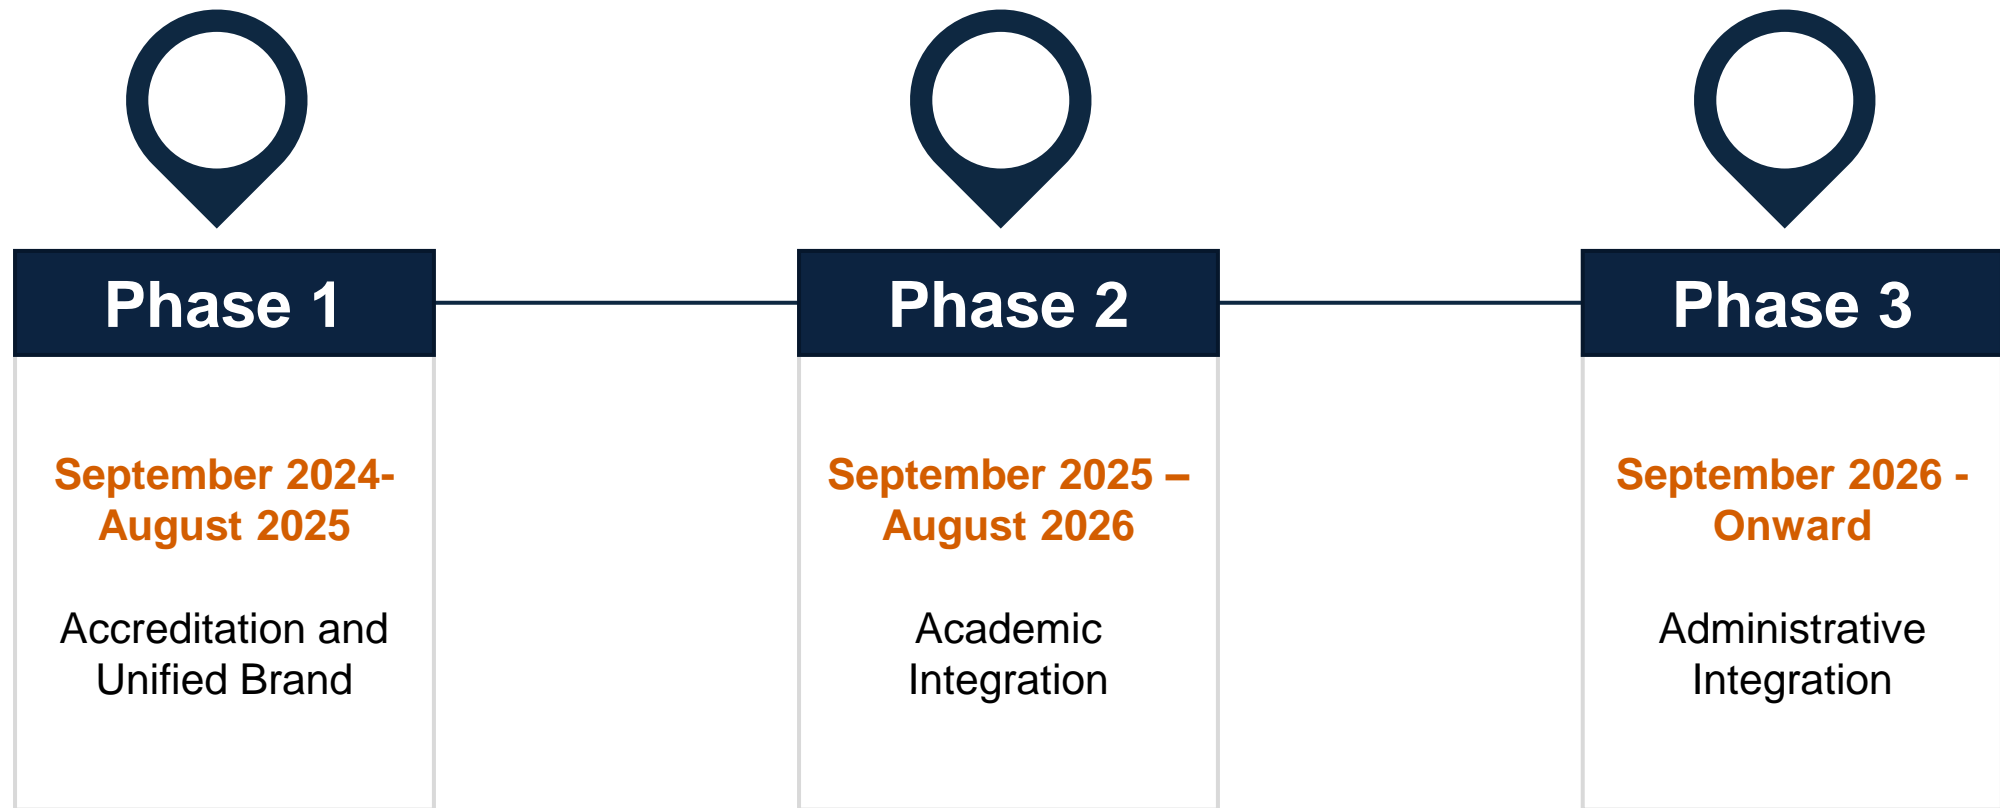 Phase 1
September 2024-
August 2025
Accreditation and
Unified Brand
Phase 2
September 2025 –
August 2026
Academic
Integration
Phase 3
September 2026 -
Onward
Administrative
Integration